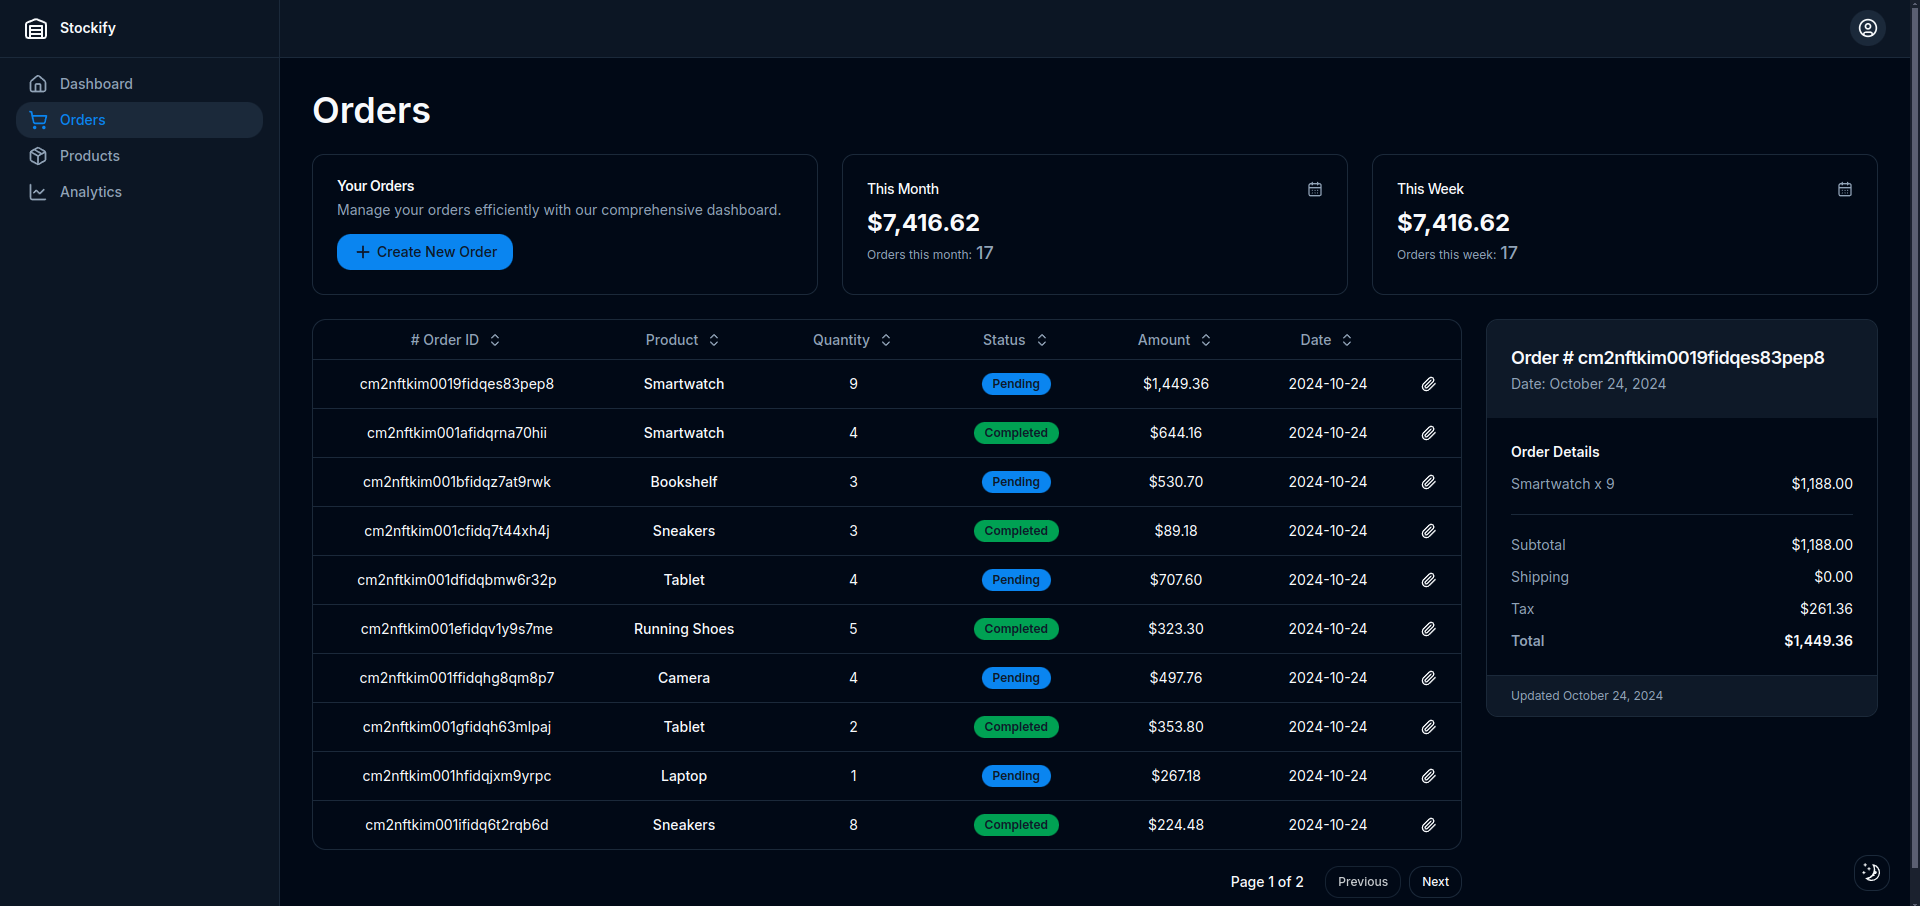 Stockify
Dashboard
Orders
Products
Analytics
Orders
Your Orders
Manage your orders efficiently with our comprehensive dashboard.
Create New Order
This Month
$7,416.62
Orders this month: 17
This Week
$7,416.62
Orders this week: 17
# Order ID Product Quantity Status Amount Date
cm2nftkim0019fidqes83pep8 Smartwatch 9 Pending $1,449.36 2024-10-24
cm2nftkim001afidqrna70hii Smartwatch 4 Completed $644.16 2024-10-24
cm2nftkim001bfidqz7at9rwk Bookshelf 3 Pending $530.70 2024-10-24
cm2nftkim001cfidq7t44xh4j Sneakers 3 Completed $89.18 2024-10-24
cm2nftkim001dfidqbmw6r32p Tablet 4 Pending $707.60 2024-10-24
cm2nftkim001efidqv1y9s7me Running Shoes 5 Completed $323.30 2024-10-24
cm2nftkim001ffidqhg8qm8p7 Camera 4 Pending $497.76 2024-10-24
cm2nftkim001gfidqh63mlpaj Tablet 2 Completed $353.80 2024-10-24
cm2nftkim001hfidqjxm9yrpc Laptop 1 Pending $267.18 2024-10-24
cm2nftkim001ifidq6t2rqb6d Sneakers 8 Completed $224.48 2024-10-24
Page 1 of 2 Previous Next
Order # cm2nftkim0019fidqes83pep8
Date: October 24, 2024
Order Details
Smartwatch x 9 $1,188.00
Subtotal $1,188.00
Shipping $0.00
Tax $261.36
Total $1,449.36
Updated October 24, 2024